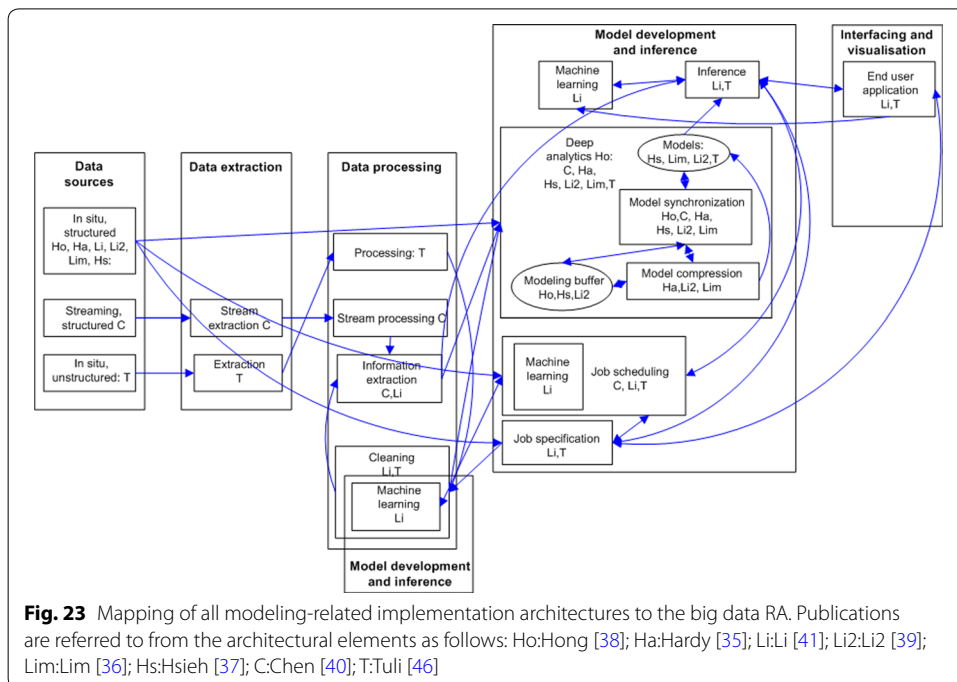 Data
sources
In situ,
structured
Ho, Ha, Li, Li2,
Lim, Hs:
Streaming,
structured C
In situ,
unstructured: T
Data extraction
Stream
extraction C
Extraction
T
Data processing
Processing: T
Stream processing C
Information
extraction
C,Li
Cleaning
Li,T
Machine
learning
Li
Model development
and inference
Model development
and inference
Machine
learning
Li
Inference
Li,T
Deep
analytics Ho:
C, Ha,
Hs, Li2, Lim,T
Models:
Hs, Lim, Li2,T
Model synchronization
Ho,C, Ha,
Hs, Li2, Lim
Modeling buffer
Ho,Hs,Li2
Model compression
Ha,Li2, Lim
Machine
learning
Li
Job scheduling
C, Li,T
Job specification
Li,T
Interfacing and
visualisation
End user
application
Li,T
Fig. 23 Mapping of all modeling-related implementation architectures to the big data RA. Publications
are referred to from the architectural elements as follows: Ho:Hong [38]; Ha:Hardy [35]; Li:Li [41]; Li2:Li2 [39];
Lim:Lim [36]; Hs:Hsieh [37]; C:Chen [40]; T:Tuli [46]